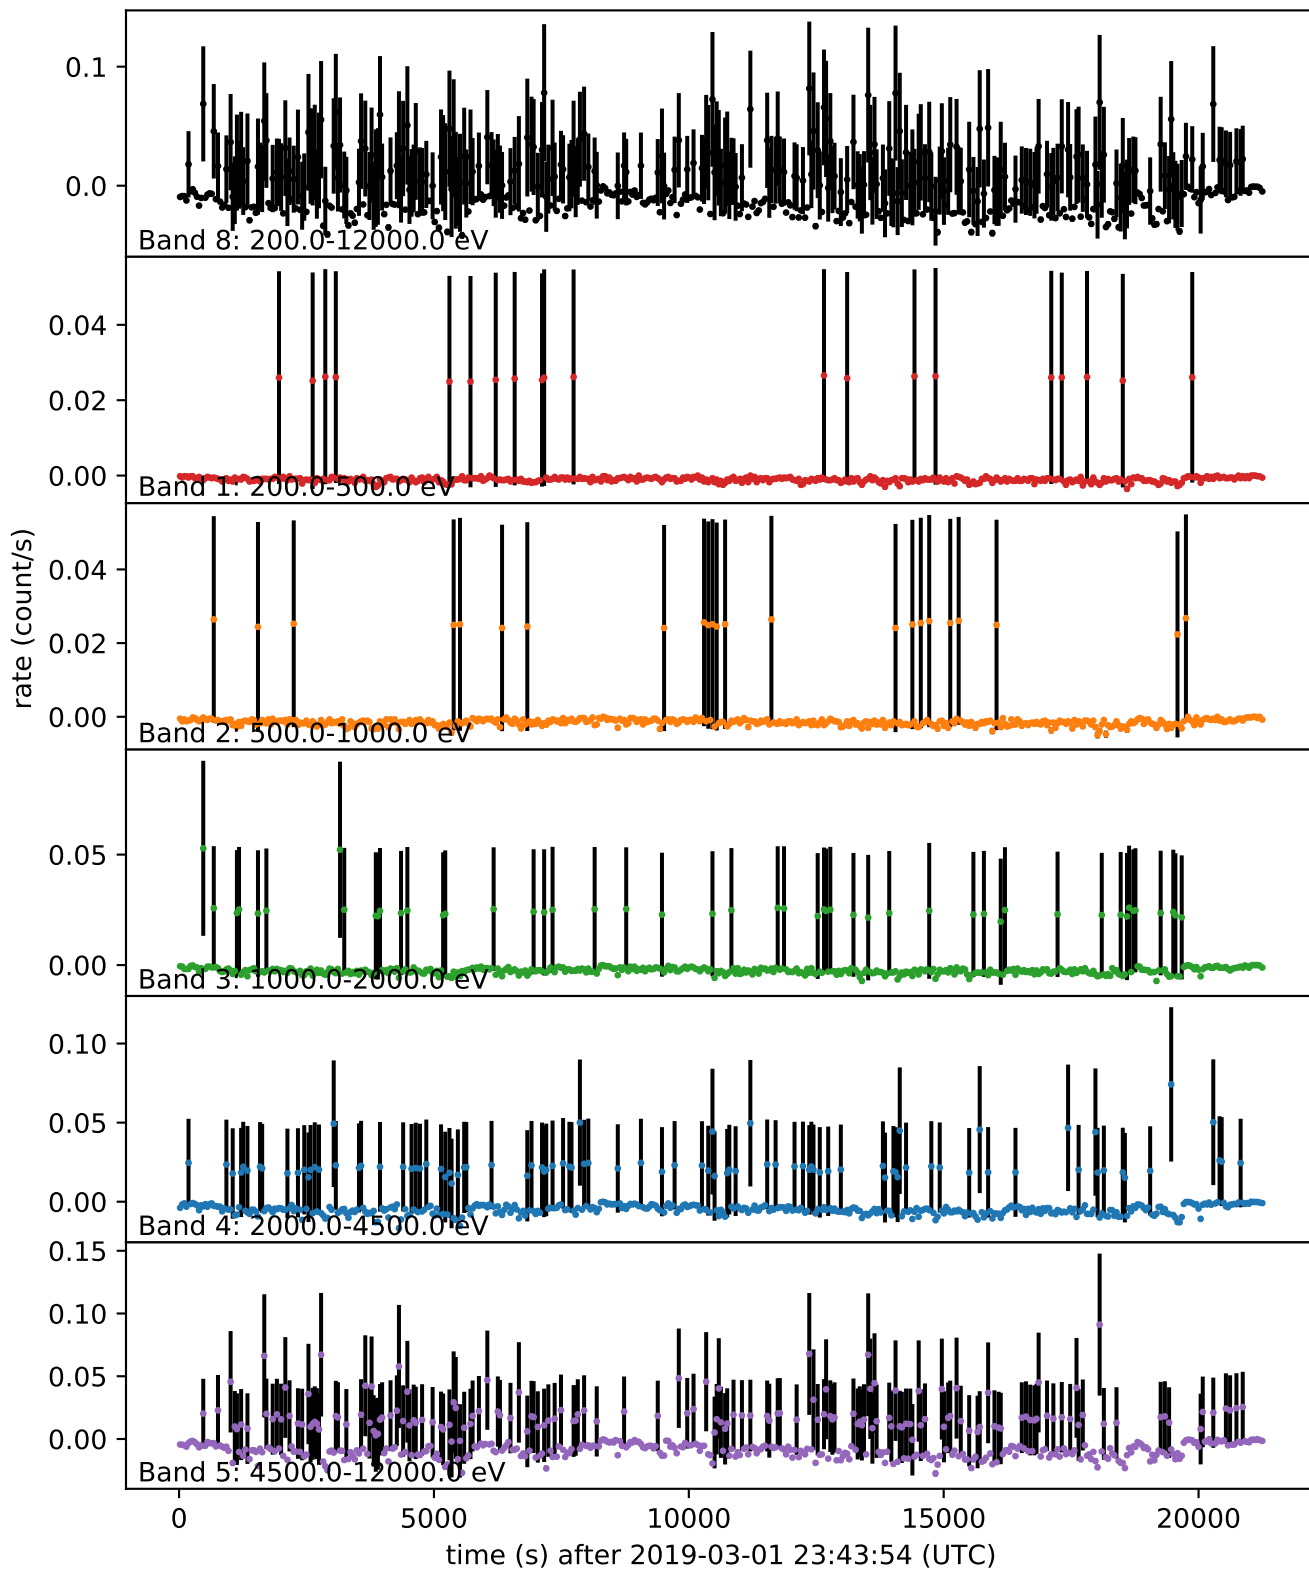 0.1
0.0
Band 8: 200.0-12000.0 eV
0.04
0.02
0.00
Band 1: 200.0-500.0 eV
rate (count/s)
0.04
0.02
0.00
Band 2: 500.0-1000.0 eV
0.05
0.00
Band 3: 1000.0-2000.0 eV
0.10
0.05
0.00
Band 4: 2000.0-4500.0 eV
0.15
0.10
0.05
0.00
Band 5: 4500.0-12000.0 eV
0 5000 10000 15000 20000
time (s) after 2019-03-01 23:43:54 (UTC)